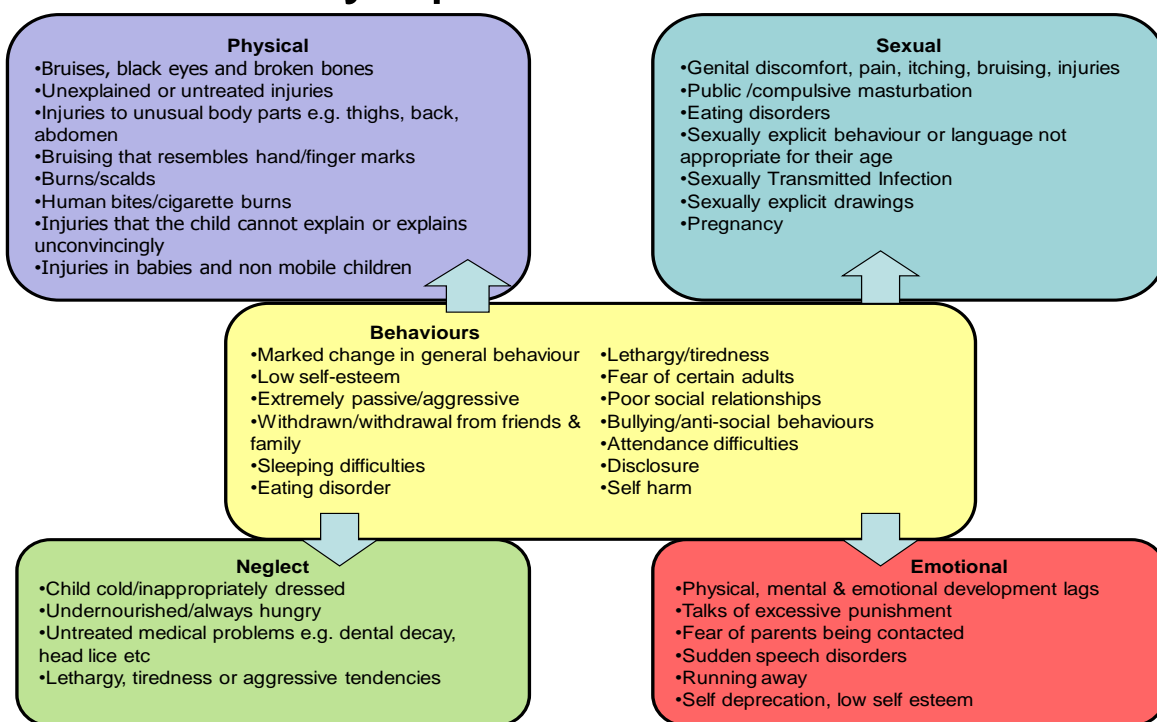 Physical
•Bruises, black eyes and broken bones
•Unexplained or untreated injuries
•Injuries to unusual body parts e.g. thighs, back,
abdomen
•Bruising that resembles hand/finger marks
•Burns/scalds
•Human bites/cigarette burns
•Injuries that the child cannot explain or explains
unconvincingly
•Injuries in babies and non mobile children
Sexual
•Genital discomfort, pain, itching, bruising, injuries
•Public /compulsive masturbation
•Eating disorders
•Sexually explicit behaviour or language not
appropriate for their age
•Sexually Transmitted Infection
•Sexually explicit drawings
•Pregnancy
Behaviours
•Marked change in general behaviour
•Low self-esteem
•Extremely passive/aggressive
•Withdrawn/withdrawal from friends &
family
•Sleeping difficulties
•Eating disorder
•Lethargy/tiredness
•Fear of certain adults
•Poor social relationships
•Bullying/anti-social behaviours
•Attendance difficulties
•Disclosure
•Self harm
Neglect
•Child cold/inappropriately dressed
•Undernourished/always hungry
•Untreated medical problems e.g. dental decay,
head lice etc
•Lethargy, tiredness or aggressive tendencies
Emotional
•Physical, mental & emotional development lags
•Talks of excessive punishment
•Fear of parents being contacted
•Sudden speech disorders
•Running away
•Self deprecation, low self esteem